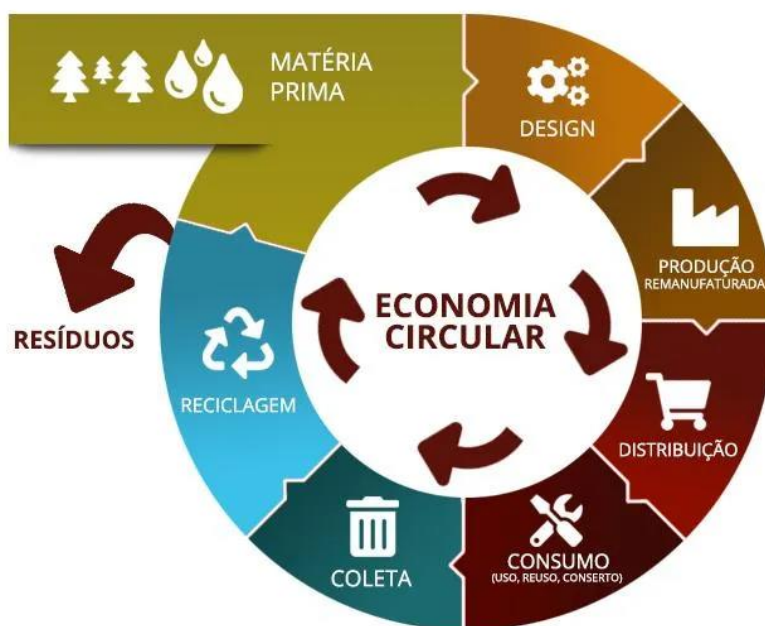 MATÉRIA
PRIMA
DESIGN
PRODUÇÃO
REMANUFATURADA
DISTRIBUIÇÃO
CONSUMO
(USO, REUSO, CONSERTO)
COLETA
RECICLAGEM
RESÍDUOS
ECONOMIA
CIRCULAR